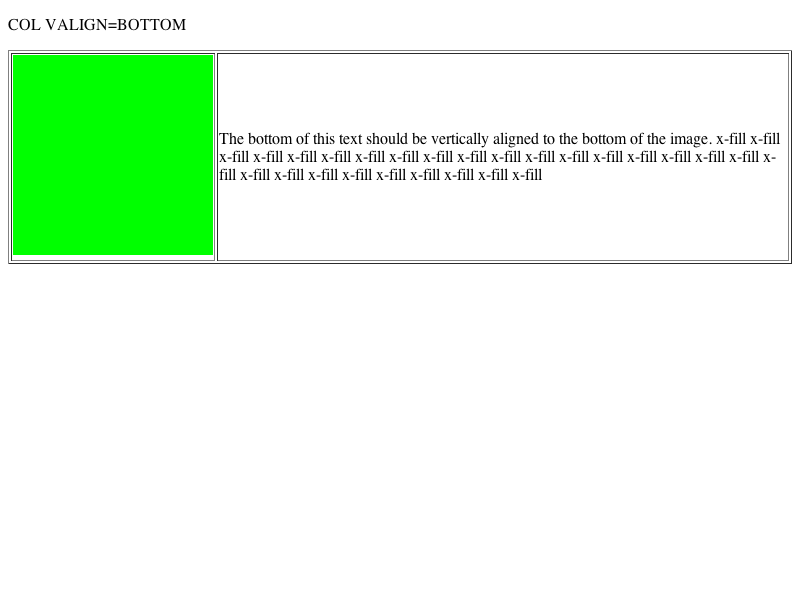 COL VALIGN=BOTTOM
The bottom of this text should be vertically aligned to the bottom of the image. x-fill x-fill
x-fill x-fill x-fill x-fill x-fill x-fill x-fill x-fill x-fill x-fill x-fill x-fill x-fill x-fill x-fill x-
fill x-fill x-fill x-fill x-fill x-fill x-fill x-fill x-fill x-fill